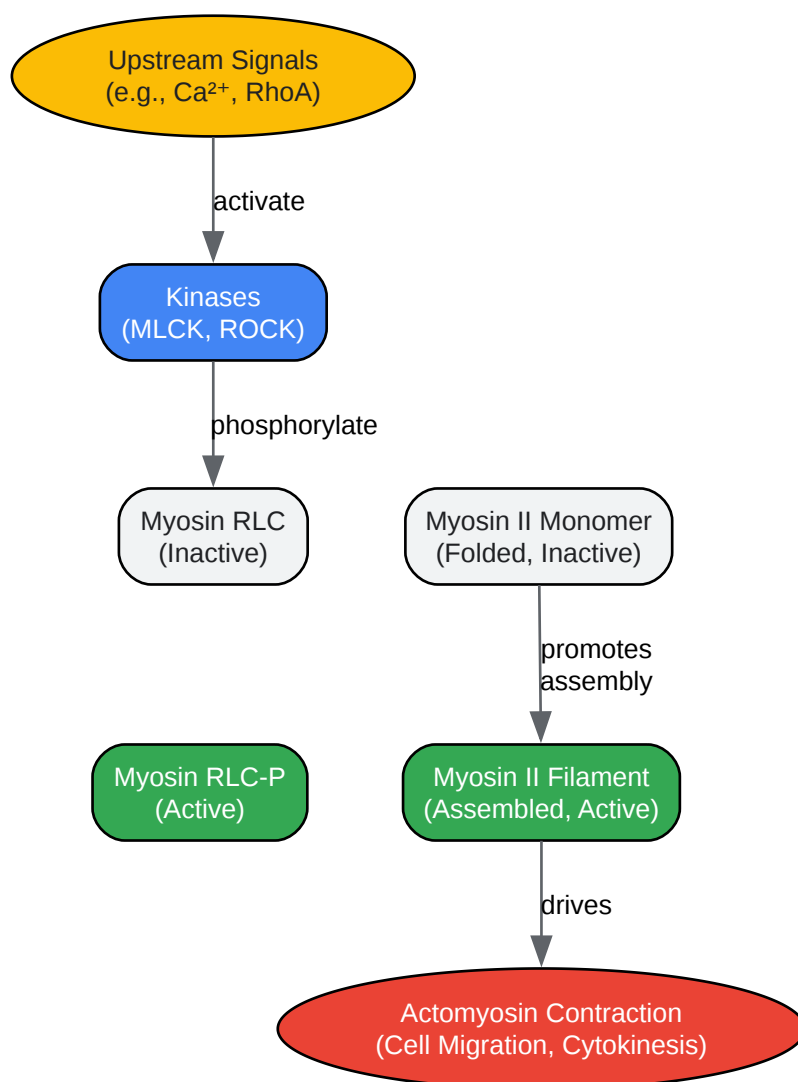 Upstream Signals
(e.g., Ca²⁺, RhoA)
activate
Kinases
(MLCK, ROCK)
phosphorylate
Myosin RLC
(Inactive)
Myosin II Monomer
(Folded, Inactive)
promotes
assembly
Myosin RLC-P
(Active)
Myosin II Filament
(Assembled, Active)
drives
Actomyosin Contraction
(Cell Migration, Cytokinesis)